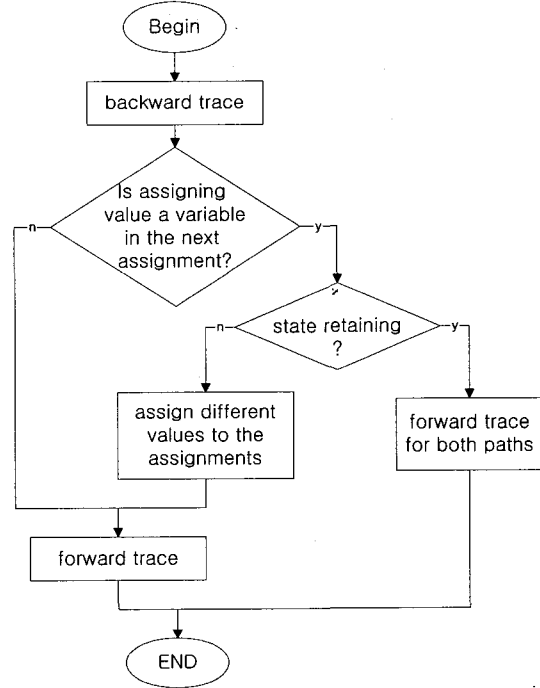 Begin
backward trace
Is assigning
value a variable
in the next
assignment?
n
y
state retaining
?
n
y
assign different
values to the
assignments
forward trace
for both paths
forward trace
END